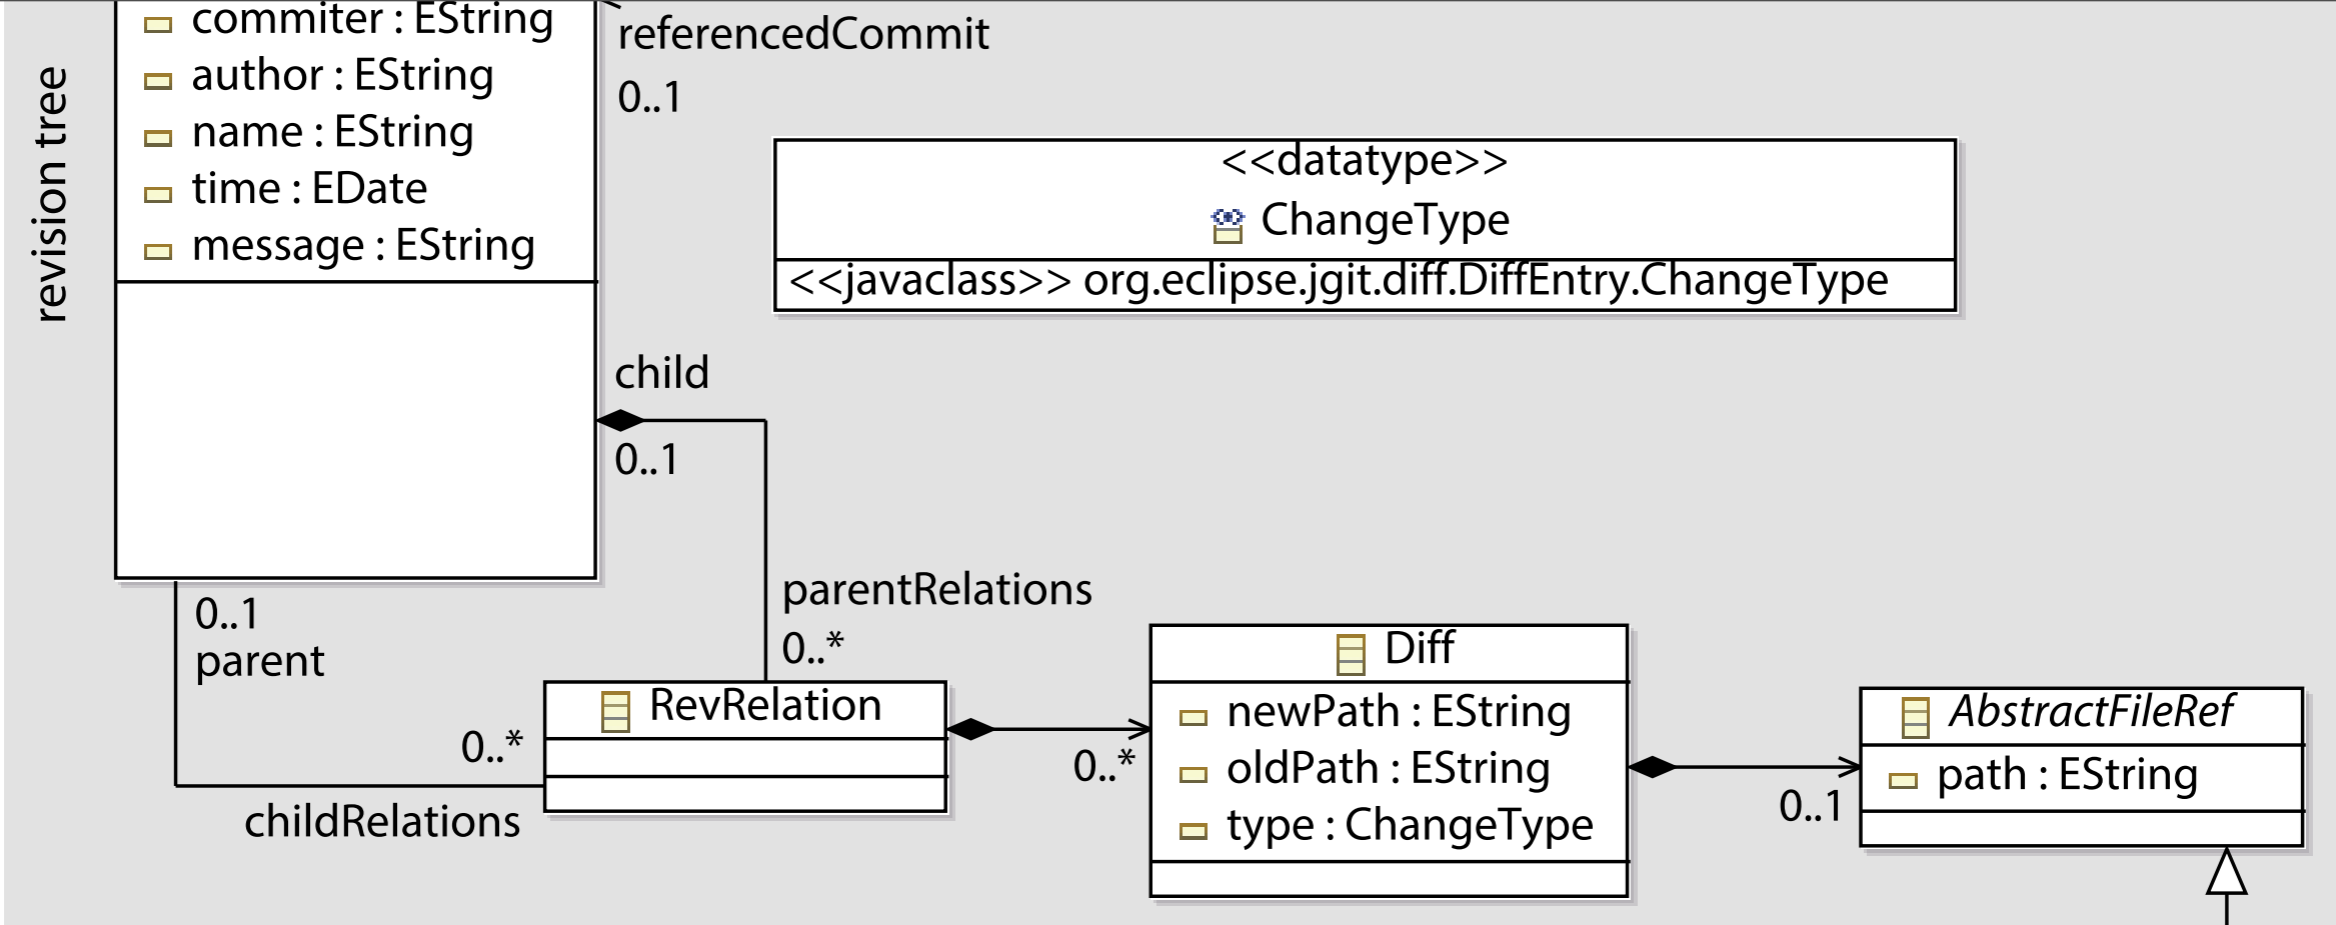 revision tree
commiter : EString
author : EString
name : EString
time : EDate
message : EString
referencedCommit
0..1
<<datatype>>
ChangeType
<<javaclass>> org.eclipse.jgit.diff.DiffEntry.ChangeType
child
0..1
parentRelations
0..*
0..1
parent
0..*
childRelations
RevRelation
0..*
Diff
newPath : EString
oldPath : EString
type : ChangeType
0..1
AbstractFileRef
path : EString